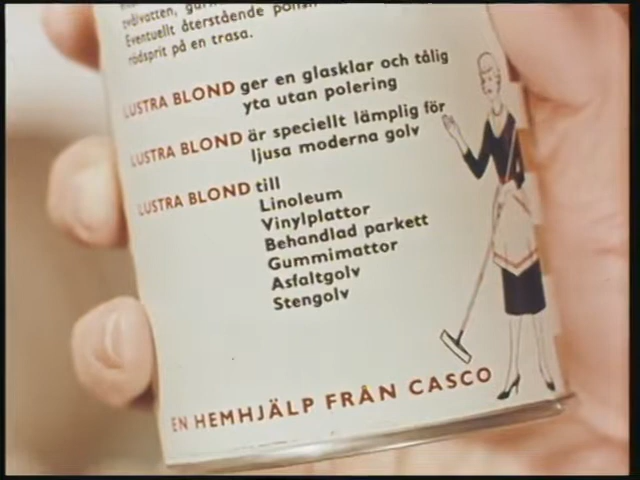 tvålvatten,
Eventuellt återstående polish
rödsprit på en trasa.
LUSTRA BLOND ger en glasklar och tålig
yta utan polering
LUSTRA BLOND är speciellt lämplig för
ljusa moderna golv
LUSTRA BLOND till
Linoleum
Vinylplattor
Behandlad parkett
Gummimattor
Asfaltgolv
Stengolv
EN HEMHJÄLP FRÅN CASCO